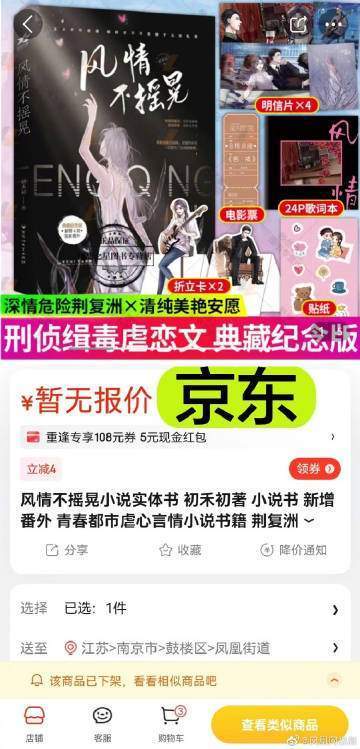 风情不摇晃
风情
不摇晃
ENGQING
明信片×4
电影票
24P歌词本
风情
折立卡×2
贴纸
深情危险荆复洲×清纯美艳安愿
刑侦缉毒虐恋文 典藏纪念版
¥暂无报价
京东
重逢专享108元券 5元现金红包
立减4
领券
风情不摇晃小说实体书 初禾初著 小说书 新增
番外 青春都市虐心言情小说书籍 荆复洲
分享
收藏
降价通知
选择
已选：1件
送至
江苏>南京市>鼓楼区>凤凰街道
该商品已下架，看看相似商品吧
店铺
客服
3
购物车
查看类似商品